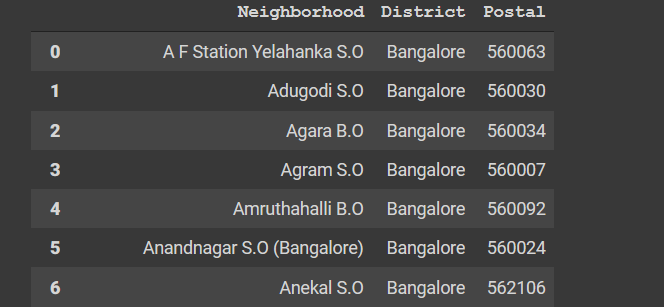 Neighborhood District Postal
0 A F Station Yelahanka S.O Bangalore 560063
1 Adugodi S.O Bangalore 560030
2 Agara B.O Bangalore 560034
3 Agram S.O Bangalore 560007
4 Amruthahalli B.O Bangalore 560092
5 Anandnagar S.O (Bangalore) Bangalore 560024
6 Anekal S.O Bangalore 562106